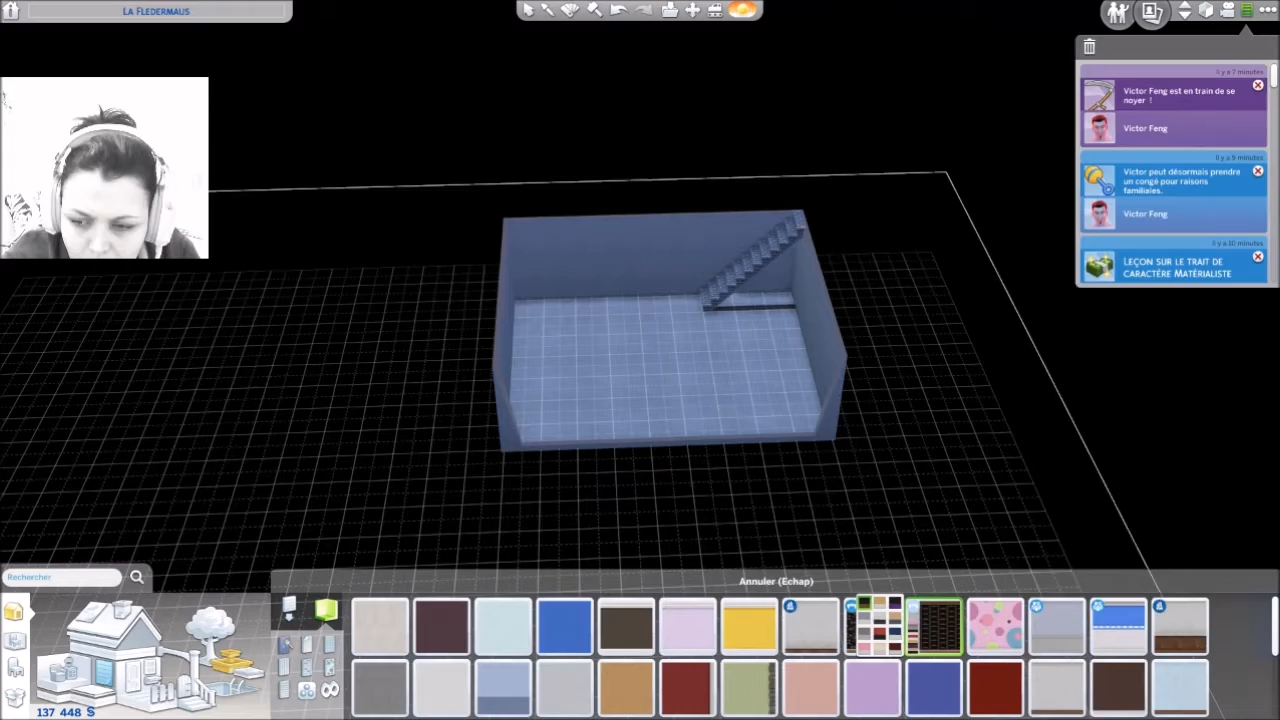 La Fledermaus
il y a 7 minutes
Victor Feng est en train de se
noyer !
Victor Feng
il y a 9 minutes
Victor peut désormais prendre
un congé pour raisons
familiales.
Victor Feng
il y a 10 minutes
Leçon sur le trait de
caractère Matérialiste
Rechercher
Annuler (Echap)
137 448 $